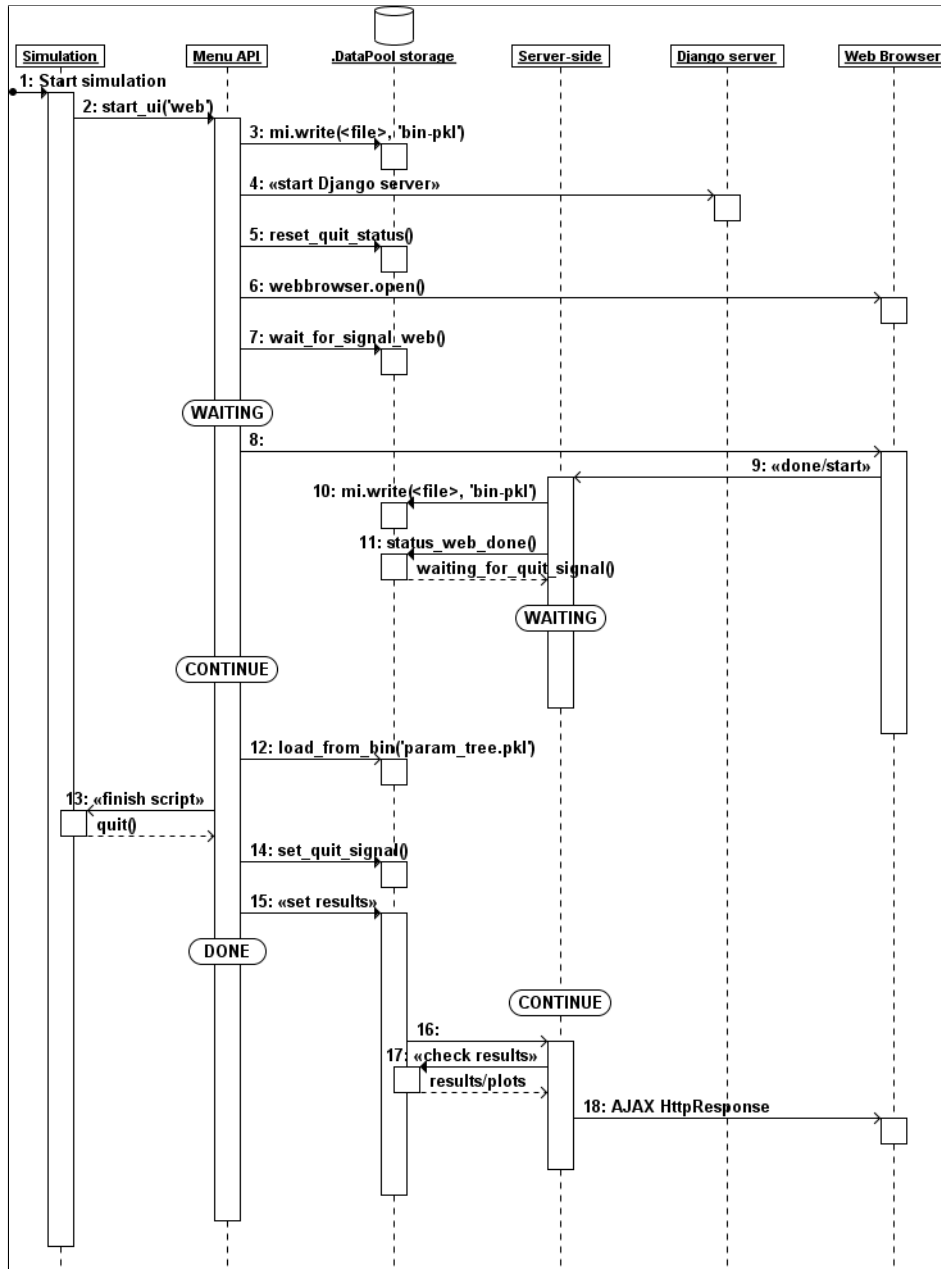 Simulation
Menu API
.DataPool storage
Server-side
Django server
Web Browser
1: Start simulation
2: start_ui('web')
3: mi.write(<file>, 'bin-pkl')
4: «start Django server»
5: reset_quit_status()
6: webbrowser.open()
7: wait_for_signal_web()
WAITING
8:
9: «done/start»
10: mi.write(<file>, 'bin-pkl')
11: status_web_done()
waiting_for_quit_signal()
WAITING
CONTINUE
12: load_from_bin('param_tree.pkl')
13: «finish script»
quit()
14: set_quit_signal()
15: «set results»
DONE
CONTINUE
16:
17: «check results»
results/plots
18: AJAX HttpResponse